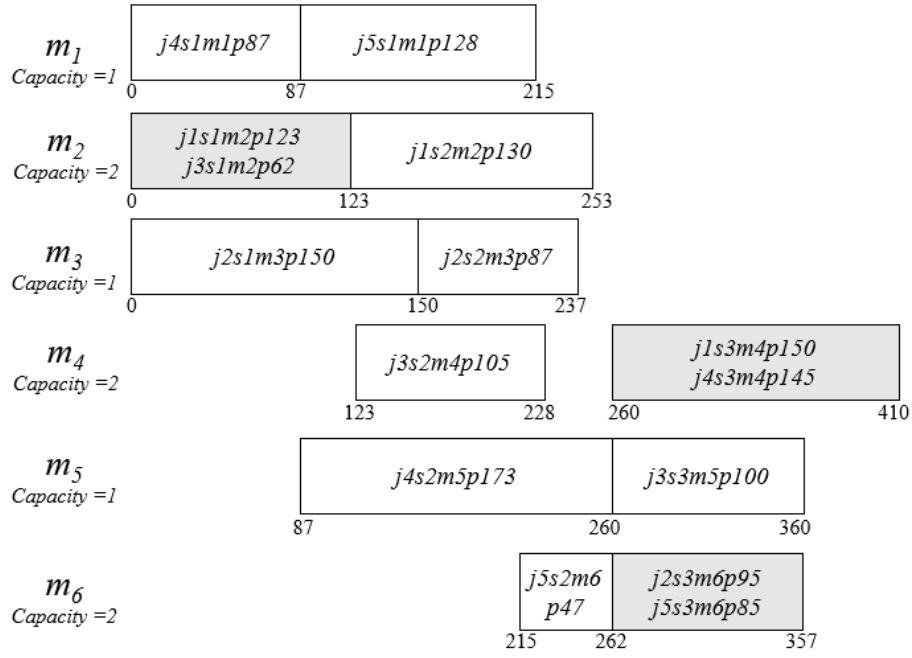 m1
Capacity =1
j4s1m1p87
j5s1m1p128
0
87
215
m2
Capacity =2
j1s1m2p123
j3s1m2p62
j1s2m2p130
0
123
253
m3
Capacity =1
j2s1m3p150
j2s2m3p87
0
150
237
m4
Capacity =2
j3s2m4p105
j1s3m4p150
j4s3m4p145
123
228
260
410
m5
Capacity =1
j4s2m5p173
j3s3m5p100
87
260
360
m6
Capacity =2
j5s2m6
p47
j2s3m6p95
j5s3m6p85
215
262
357